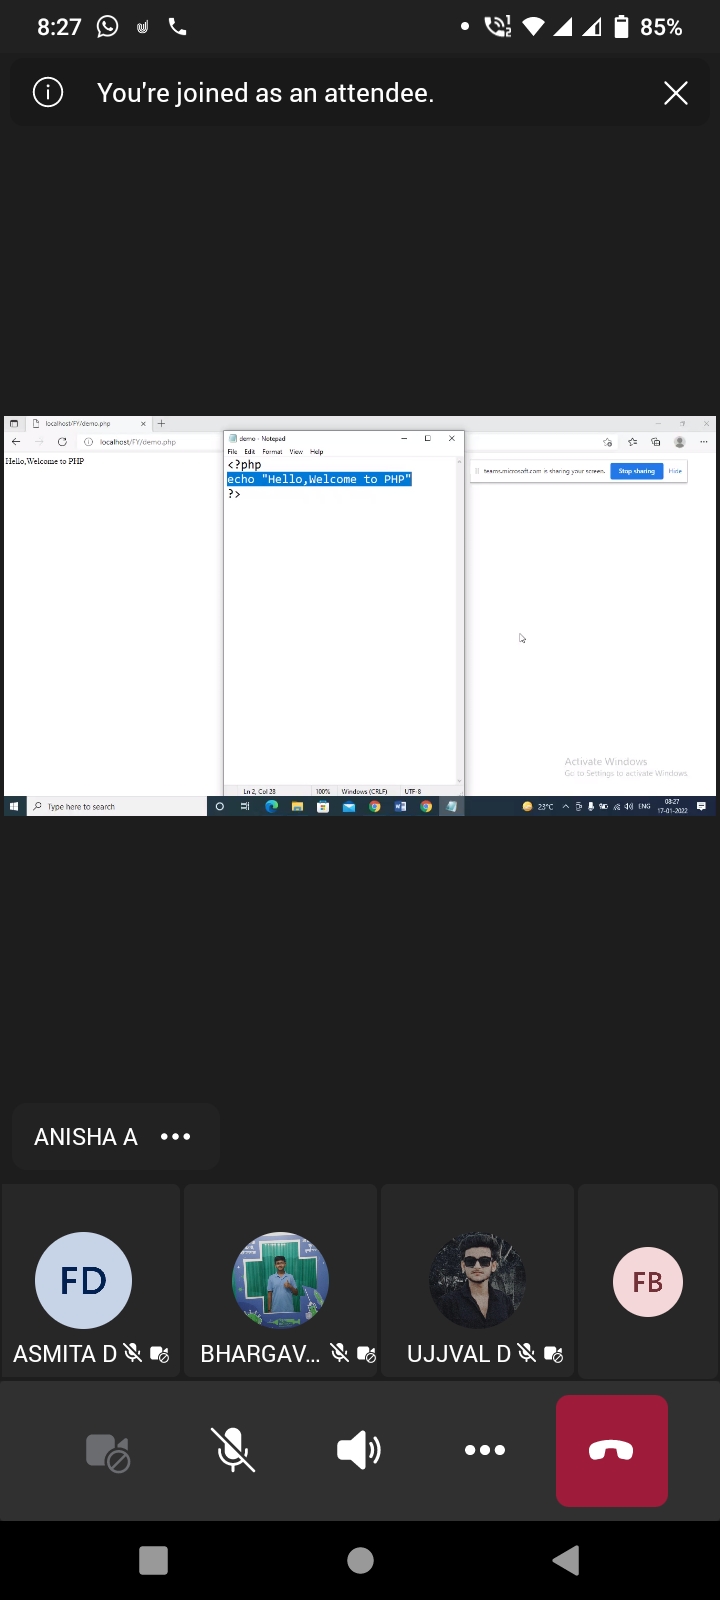 8:27
85%
You're joined as an attendee.
localhost/FY/demo.php
localhost/FY/demo.php
Hello,Welcome to PHP
demo - Notepad
File Edit Format View Help
<?php
echo "Hello,Welcome to PHP"
?>
teams.microsoft.com is sharing your screen.
Stop sharing
Hide
Activate Windows
Go to Settings to activate Windows.
Ln 2, Col 28
100%
Windows (CRLF)
UTF-8
Type here to search
23°C
ENG
08:27
17-01-2022
ANISHA A
FD
FB
ASMITA D
BHARGAV...
UJJVAL D